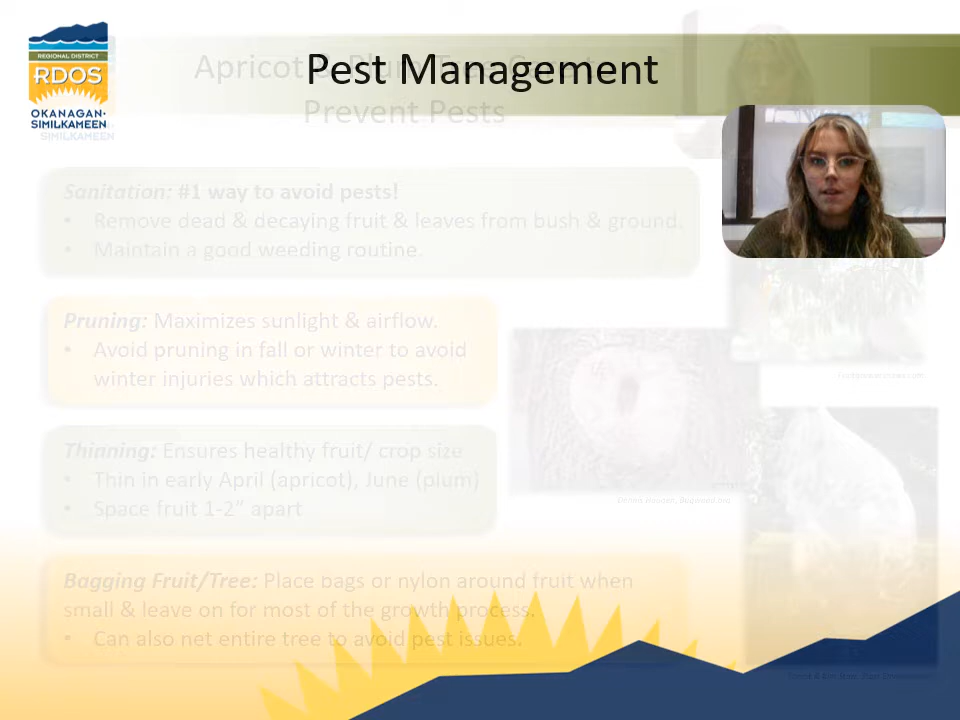 REGIONAL DISTRICT
RDOS
OKANAGAN-
SIMILKAMEEN
Pest Management
Apricot & Plum Tree Care to
Prevent Pests
Sanitation: #1 way to avoid pests!
• Remove dead & decaying fruit & leaves from bush & ground.
• Maintain a good weeding routine.
Pruning: Maximizes sunlight & airflow.
• Avoid pruning in fall or winter to avoid
winter injuries which attracts pests.
Thinning: Ensures healthy fruit/ crop size
• Thin in early April (apricot), June (plum)
• Space fruit 1-2” apart
Bagging Fruit/Tree: Place bags or nylon around fruit when
small & leave on for most of the growth process.
• Can also net entire tree to avoid pest issues.